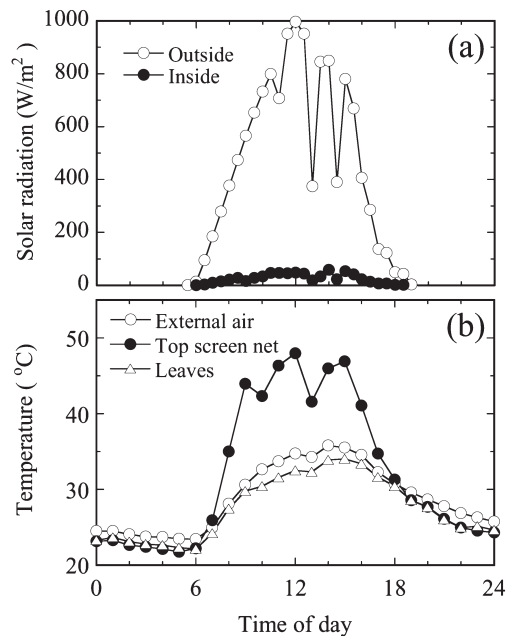 1000
800
600
400
200
0
Solar radiation (W/m²)
Outside
Inside
(a)
50
40
30
20
Temperature ( °C)
External air
Top screen net
Leaves
(b)
0 6 12 18 24
Time of day